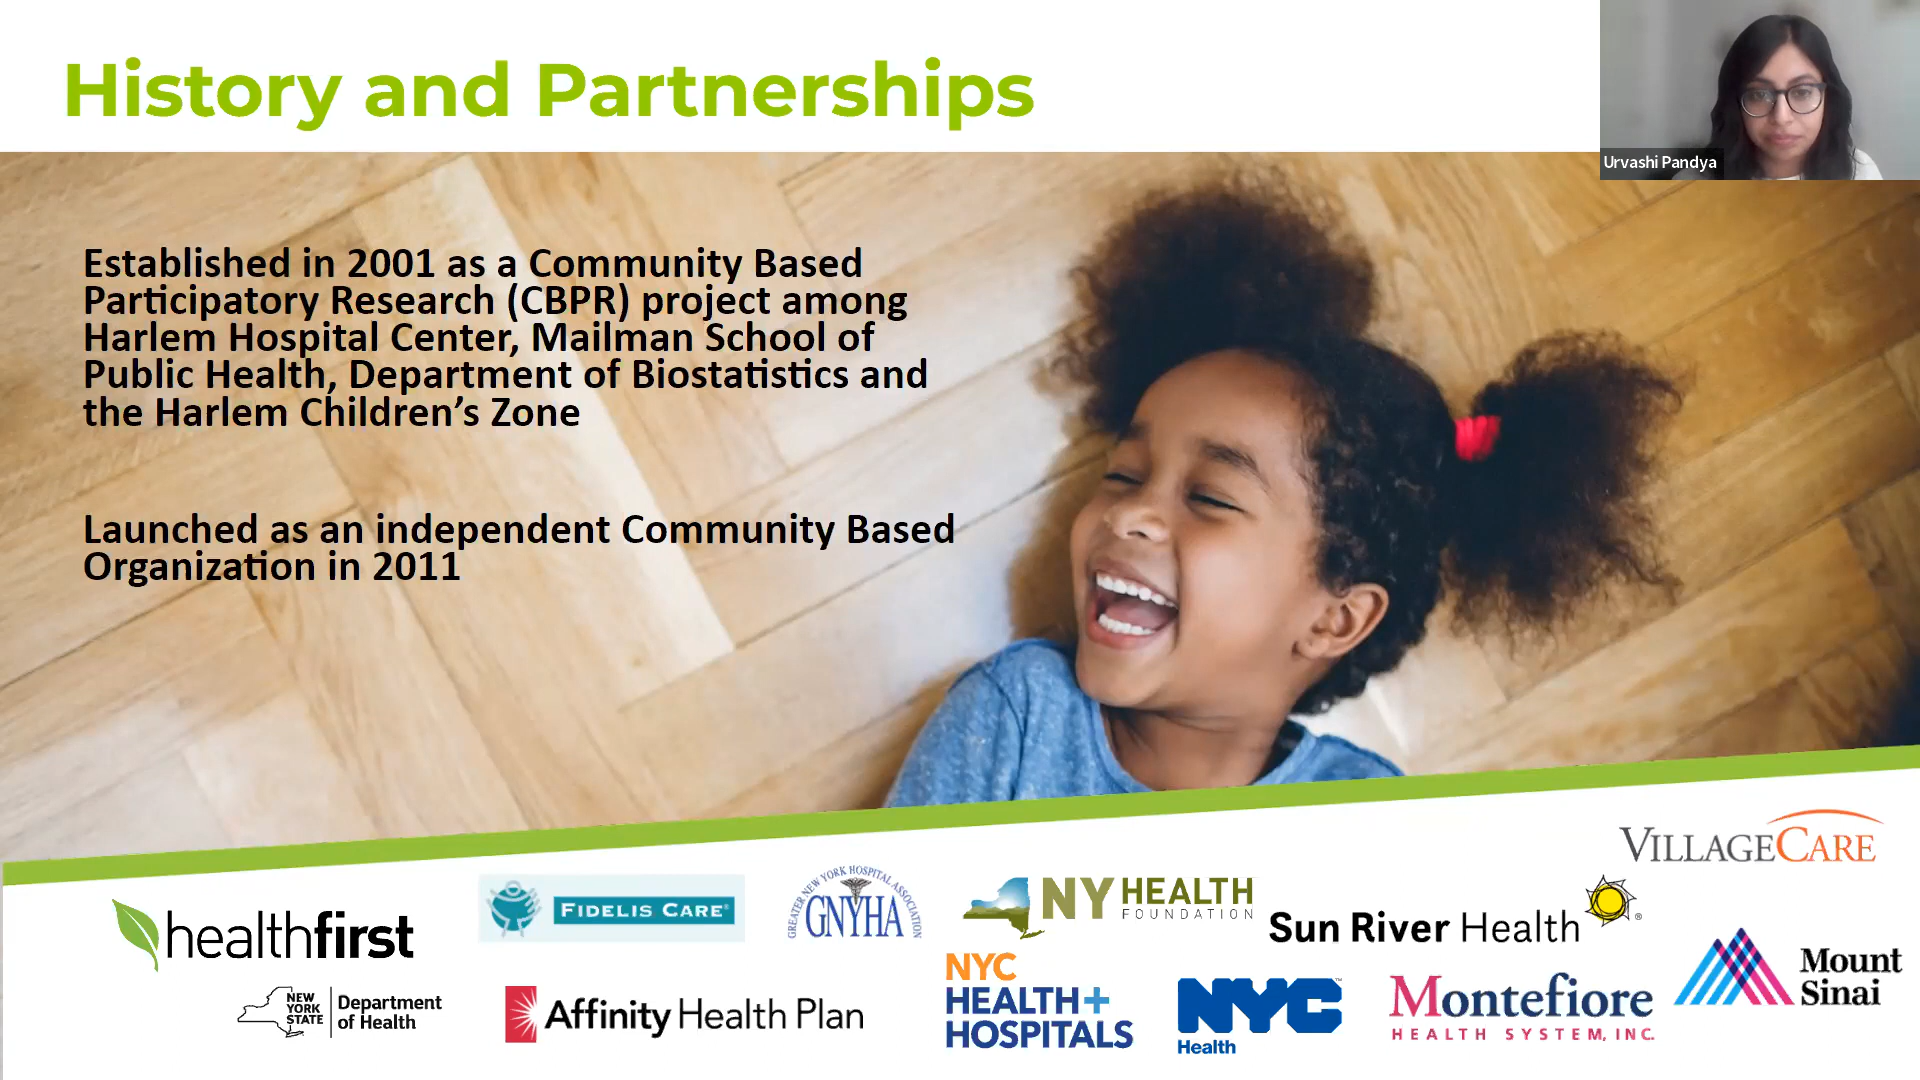 History and Partnerships
Urvashi Pandya
Established in 2001 as a Community Based
Participatory Research (CBPR) project among
Harlem Hospital Center, Mailman School of
Public Health, Department of Biostatistics and
the Harlem Children’s Zone
Launched as an independent Community Based
Organization in 2011
VILLAGECARE
healthfirst
FIDELIS CARE®
GREATER NEW YORK HOSPITAL ASSOCIATION
GNYHA
NY HEALTH
FOUNDATION
Sun River Health®
Mount
Sinai
NEW
YORK
STATE
Department
of Health
Affinity Health Plan
NYC
HEALTH+
HOSPITALS
NYC™
Health
Montefiore
HEALTH SYSTEM, INC.